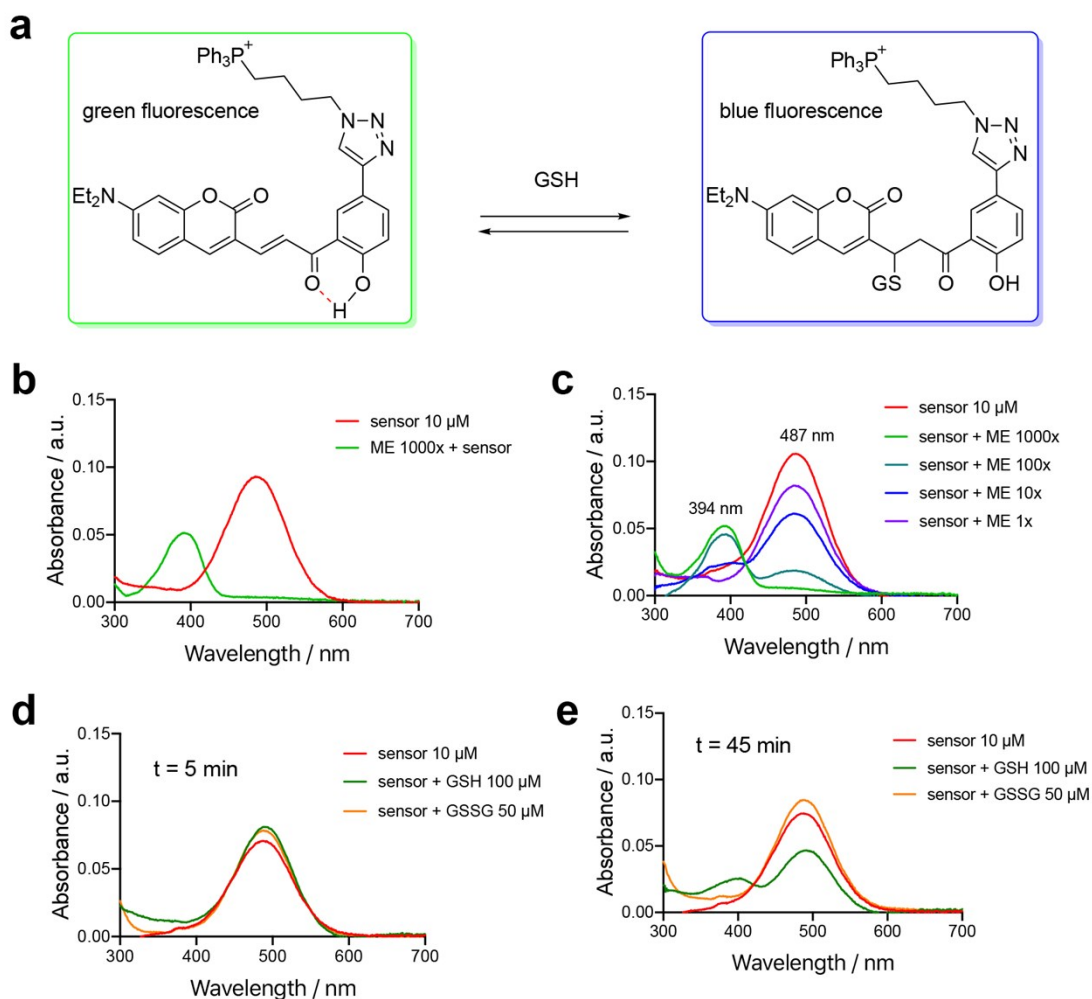 a
Ph3P+
green fluorescence
N
N
N
Et2N
O
O
O
O
H
GSH
Ph3P+
blue fluorescence
N
N
N
Et2N
O
O
GS
O
OH
b
Absorbance / a.u.
0.15
0.10
0.05
0.00
300 400 500 600 700
Wavelength / nm
sensor 10 μM
ME 1000x + sensor
c
Absorbance / a.u.
0.15
0.10
0.05
0.00
300 400 500 600 700
Wavelength / nm
394 nm
487 nm
sensor 10 μM
sensor + ME 1000x
sensor + ME 100x
sensor + ME 10x
sensor + ME 1x
d
Absorbance / a.u.
0.15
0.10
0.05
0.00
300 400 500 600 700
Wavelength / nm
t = 5 min
sensor 10 μM
sensor + GSH 100 μM
sensor + GSSG 50 μM
e
Absorbance / a.u.
0.15
0.10
0.05
0.00
300 400 500 600 700
Wavelength / nm
t = 45 min
sensor 10 μM
sensor + GSH 100 μM
sensor + GSSG 50 μM